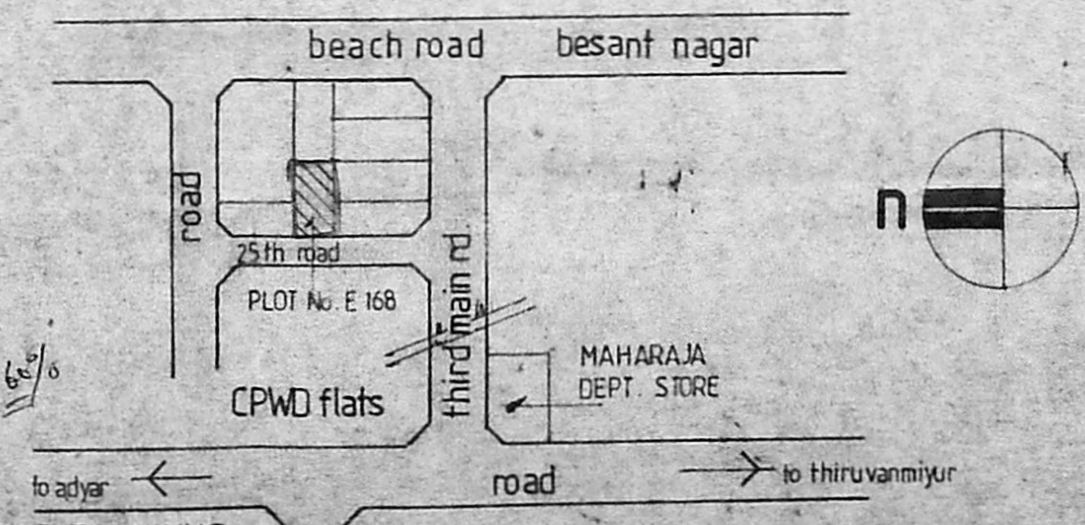 beach road besant nagar
road
n
25th road
PLOT No. E 168
third main rd.
MAHARAJA
DEPT. STORE
CPWD flats
to adyar
road
to thiruvanmiyur